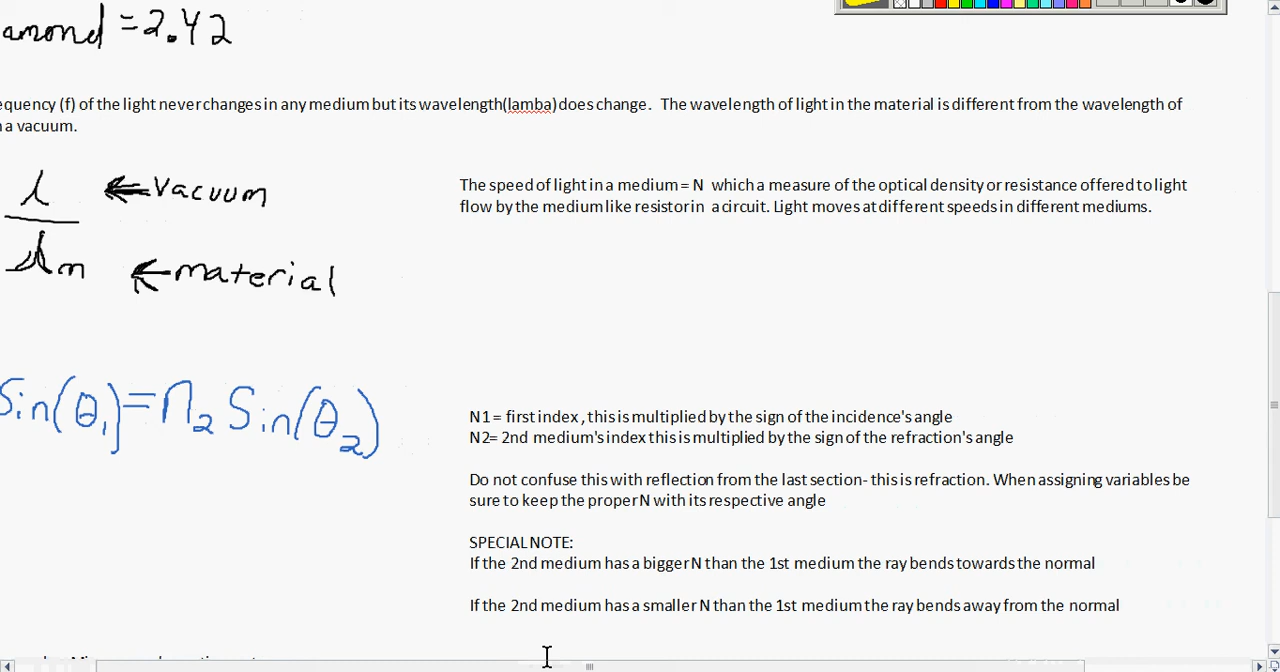 amond = 2.42
equency (f) of the light never changes in any medium but its wavelength(lamba) does change. The wavelength of light in the material is different from the wavelength of
a vacuum.
λ ← Vacuum
The speed of light in a medium = N which a measure of the optical density or resistance offered to light
flow by the medium like resistor in a circuit. Light moves at different speeds in different mediums.
λm ← material
Sin(θ1) = n2 Sin(θ2)
N1 = first index , this is multiplied by the sign of the incidence's angle
N2= 2nd medium's index this is multiplied by the sign of the refraction's angle
Do not confuse this with reflection from the last section- this is refraction. When assigning variables be
sure to keep the proper N with its respective angle
SPECIAL NOTE:
If the 2nd medium has a bigger N than the 1st medium the ray bends towards the normal
If the 2nd medium has a smaller N than the 1st medium the ray bends away from the normal